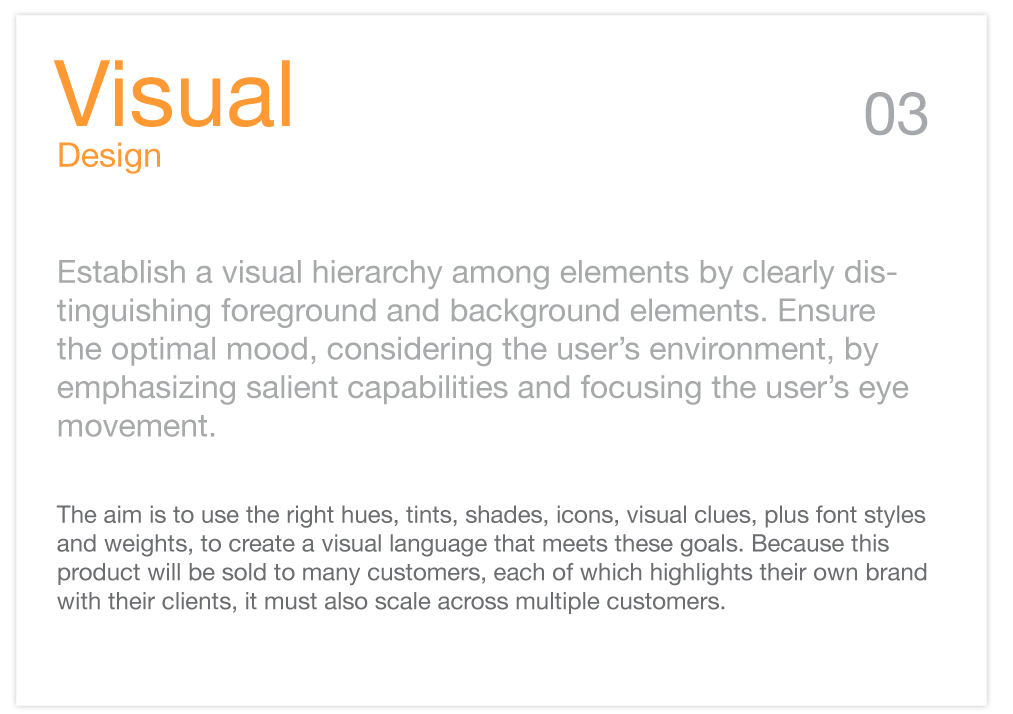 Visual
03
Design
Establish a visual hierarchy among elements by clearly dis-
tinguishing foreground and background elements. Ensure
the optimal mood, considering the user’s environment, by
emphasizing salient capabilities and focusing the user’s eye
movement.
The aim is to use the right hues, tints, shades, icons, visual clues, plus font styles
and weights, to create a visual language that meets these goals. Because this
product will be sold to many customers, each of which highlights their own brand
with their clients, it must also scale across multiple customers.